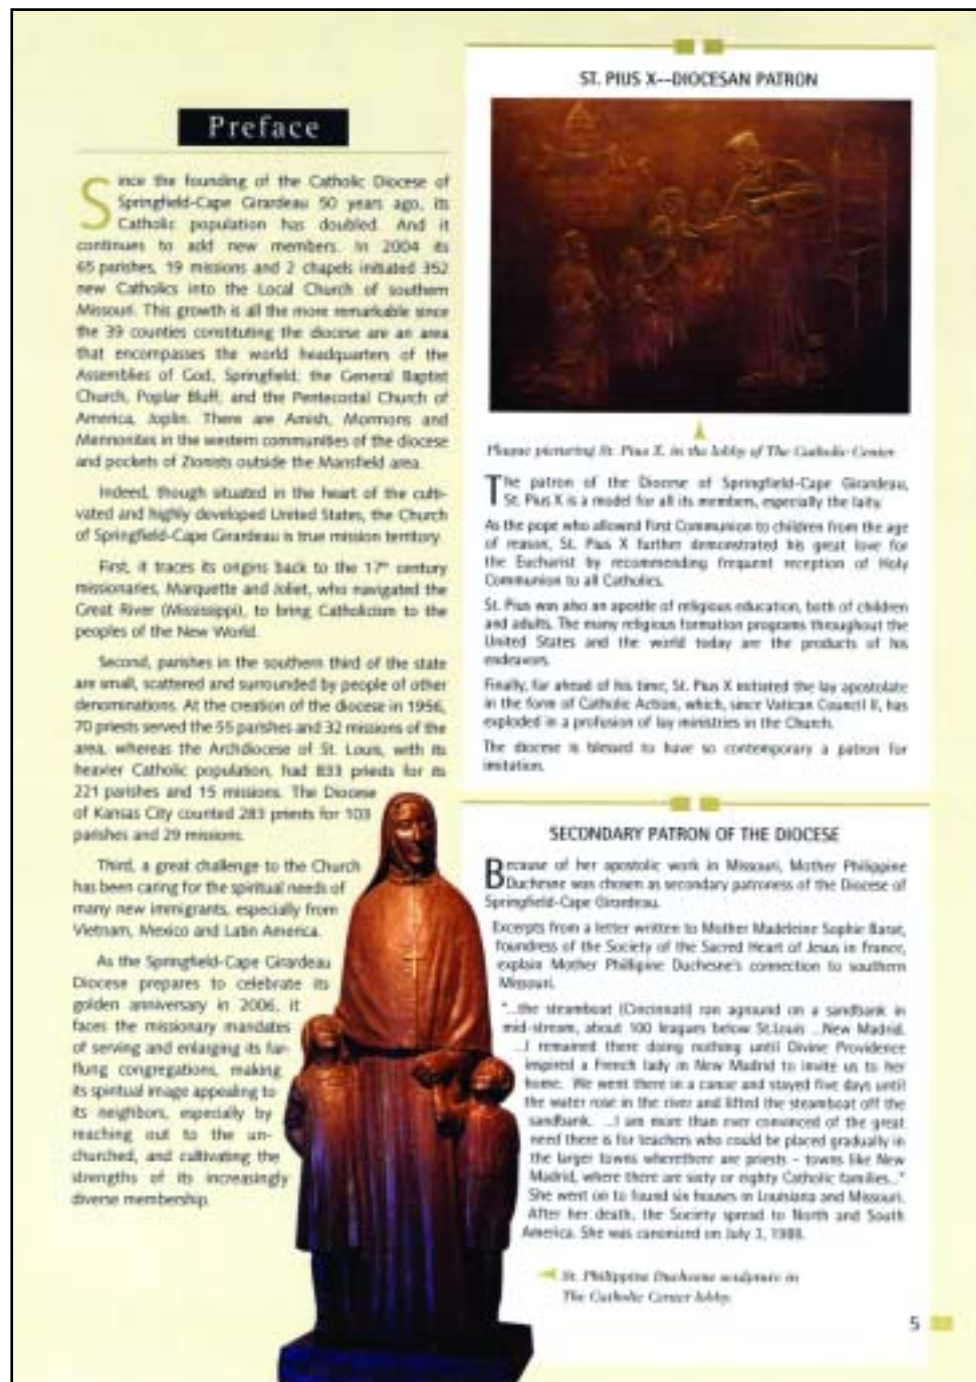 Preface
Since the founding of the Catholic Diocese of
Springfield-Cape Girardeau 50 years ago, its
Catholic population has doubled. And it
continues to add new members. In 2004 its
65 parishes, 19 missions and 2 chapels initiated 352
new Catholics into the Local Church of southern
Missouri. This growth is all the more remarkable since
the 39 counties constituting the diocese are an area
that encompasses the world headquarters of the
Assemblies of God, Springfield; the General Baptist
Church, Poplar Bluff; and the Pentecostal Church of
America, Joplin. There are Amish, Mormons and
Mennonites in the western communities of the diocese
and pockets of Zionists outside the Mansfield area.
Indeed, though situated in the heart of the culti-
vated and highly developed United States, the Church
of Springfield-Cape Girardeau is true mission territory.
First, it traces its origins back to the 17th century
missionaries, Marquette and Joliet, who navigated the
Great River (Mississippi), to bring Catholicism to the
peoples of the New World.
Second, parishes in the southern third of the state
are small, scattered and surrounded by people of other
denominations. At the creation of the diocese in 1956,
70 priests served the 55 parishes and 32 missions of the
area, whereas the Archdiocese of St. Louis, with its
heavier Catholic population, had 833 priests for its
221 parishes and 15 missions. The Diocese
of Kansas City counted 283 priests for 103
parishes and 29 missions.
Third, a great challenge to the Church
has been caring for the spiritual needs of
many new immigrants, especially from
Vietnam, Mexico and Latin America.
As the Springfield-Cape Girardeau
Diocese prepares to celebrate its
golden anniversary in 2006, it
faces the missionary mandates
of serving and enlarging its far-
flung congregations, making
its spiritual image appealing to
its neighbors, especially by
reaching out to the un-
churched, and cultivating the
strengths of its increasingly
diverse membership.
ST. PIUS X--DIOCESAN PATRON
Plaque picturing St. Pius X, in the lobby of The Catholic Center
The patron of the Diocese of Springfield-Cape Girardeau,
St. Pius X is a model for all its members, especially the laity.
As the pope who allowed First Communion to children from the age
of reason, St. Pius X further demonstrated his great love for
the Eucharist by recommending frequent reception of Holy
Communion to all Catholics.
St. Pius was also an apostle of religious education, both of children
and adults. The many religious formation programs throughout the
United States and the world today are the products of his
endeavors.
Finally, far ahead of his time, St. Pius X initiated the lay apostolate
in the form of Catholic Action, which, since Vatican Council II, has
exploded in a profusion of lay ministries in the Church.
The diocese is blessed to have so contemporary a patron for
imitation.
SECONDARY PATRON OF THE DIOCESE
Because of her apostolic work in Missouri, Mother Philippine
Duchesne was chosen as secondary patroness of the Diocese of
Springfield-Cape Girardeau.
Excerpts from a letter written to Mother Madeleine Sophie Barat,
foundress of the Society of the Sacred Heart of Jesus in France,
explain Mother Phillipine Duchesne's connection to southern
Missouri.
"...the steamboat (Cincinnati) ran aground on a sandbank in
mid-stream, about 100 leagues below St.Louis ...New Madrid.
...I remained there doing nothing until Divine Providence
inspired a French lady in New Madrid to invite us to her
home. We went there in a canoe and stayed five days until
the water rose in the river and lifted the steamboat off the
sandbank. ...I am more than ever convinced of the great
need there is for teachers who could be placed gradually in
the larger towns wherethere are priests – towns like New
Madrid, where there are sixty or eighty Catholic families..."
She went on to found six houses in Louisiana and Missouri.
After her death, the Society spread to North and South
America. She was canonized on July 3, 1988.
St. Philippine Duchesne sculpture in
The Catholic Center lobby.
5